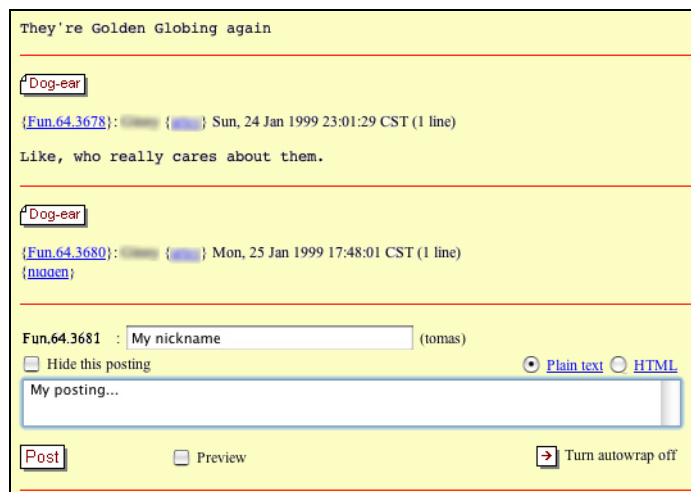 They're Golden Globing again
Dog-ear
{Fun.64.3678}: { } Sun, 24 Jan 1999 23:01:29 CST (1 line)
Like, who really cares about them.
Dog-ear
{Fun.64.3680}: { } Mon, 25 Jan 1999 17:48:01 CST (1 line)
{hidden}
Fun.64.3681 : My nickname (tomas)
Hide this posting Plain text HTML
My posting...
Post Preview Turn autowrap off